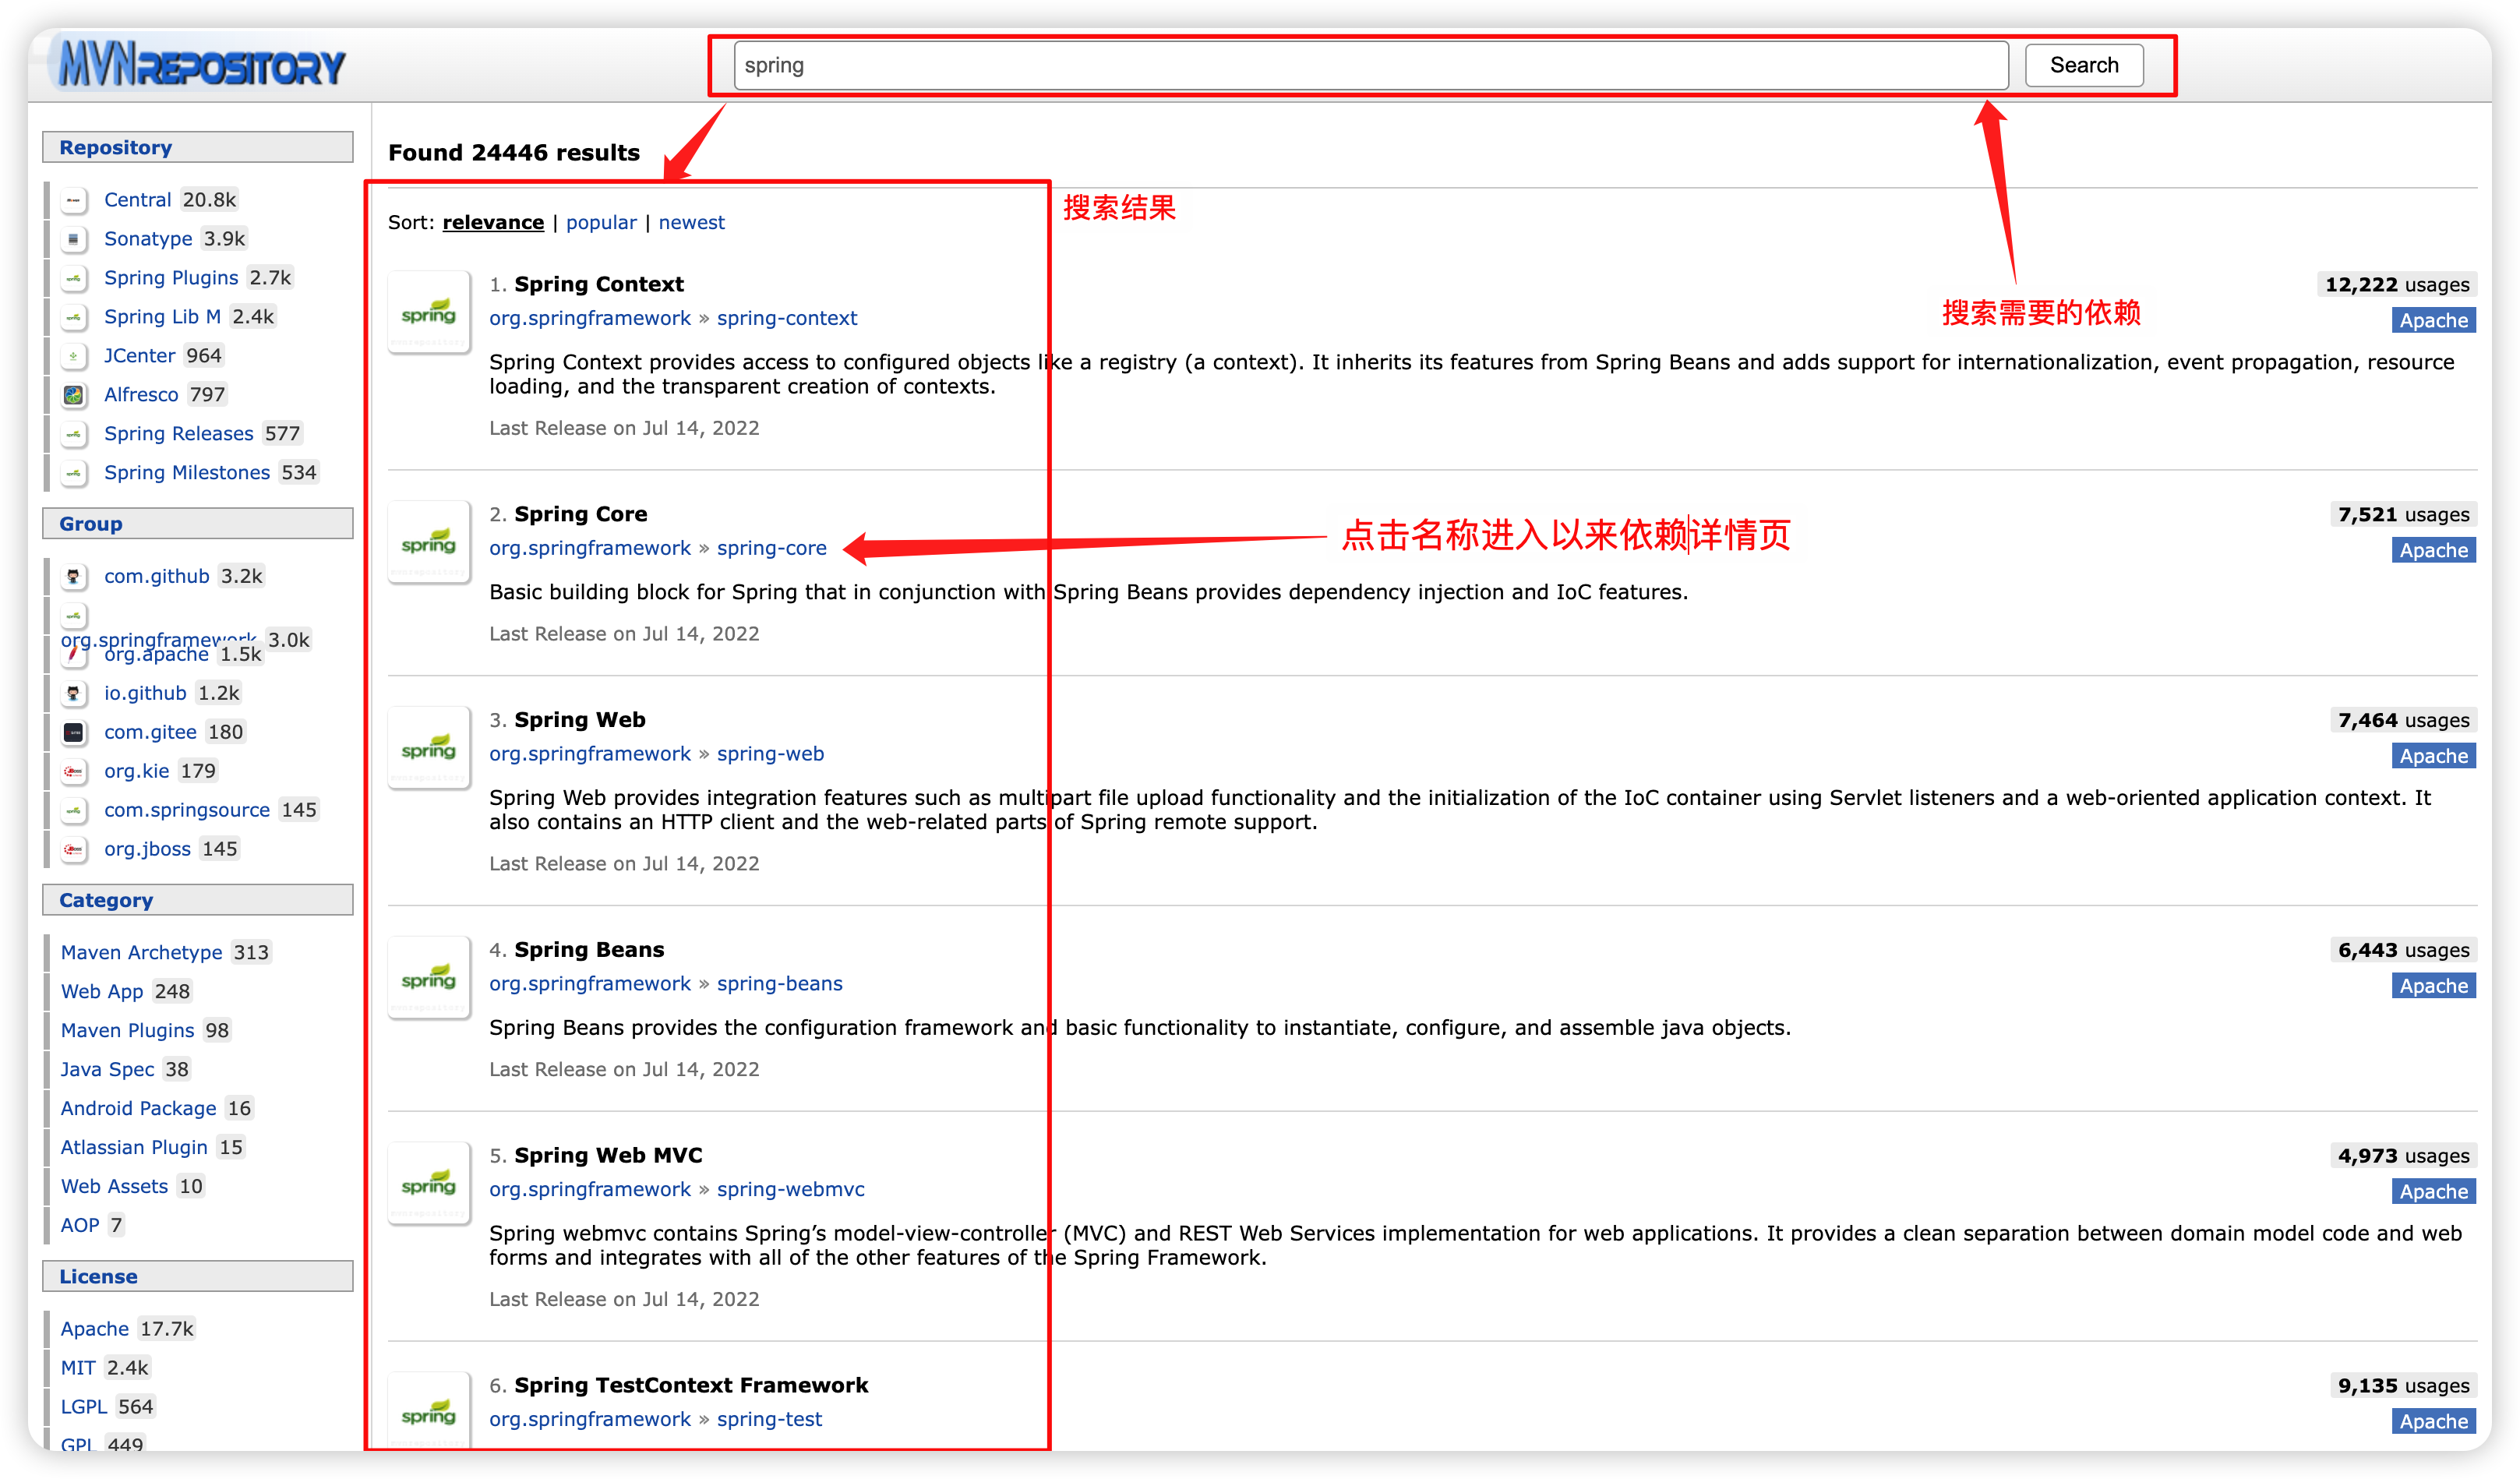 MVNREPOSITORY
spring
Search
Repository
Central 20.8k
Sonatype 3.9k
Spring Plugins 2.7k
Spring Lib M 2.4k
JCenter 964
Alfresco 797
Spring Releases 577
Spring Milestones 534
Group
com.github 3.2k
org.springframework 3.0k
org.apache 1.5k
io.github 1.2k
com.gitee 180
org.kie 179
com.springsource 145
org.jboss 145
Category
Maven Archetype 313
Web App 248
Maven Plugins 98
Java Spec 38
Android Package 16
Atlassian Plugin 15
Web Assets 10
AOP 7
License
Apache 17.7k
MIT 2.4k
LGPL 564
GPL 449
Found 24446 results
搜索结果
Sort: relevance | popular | newest
spring
1. Spring Context
12,222 usages
org.springframework » spring-context
搜索需要的依赖
Apache
Spring Context provides access to configured objects like a registry (a context). It inherits its features from Spring Beans and adds support for internationalization, event propagation, resource
loading, and the transparent creation of contexts.
Last Release on Jul 14, 2022
spring
2. Spring Core
7,521 usages
org.springframework » spring-core
点击名称进入以来依赖详情页
Apache
Basic building block for Spring that in conjunction with Spring Beans provides dependency injection and IoC features.
Last Release on Jul 14, 2022
spring
3. Spring Web
7,464 usages
org.springframework » spring-web
Apache
Spring Web provides integration features such as multipart file upload functionality and the initialization of the IoC container using Servlet listeners and a web-oriented application context. It
also contains an HTTP client and the web-related parts of Spring remote support.
Last Release on Jul 14, 2022
spring
4. Spring Beans
6,443 usages
org.springframework » spring-beans
Apache
Spring Beans provides the configuration framework and basic functionality to instantiate, configure, and assemble java objects.
Last Release on Jul 14, 2022
spring
5. Spring Web MVC
4,973 usages
org.springframework » spring-webmvc
Apache
Spring webmvc contains Spring’s model-view-controller (MVC) and REST Web Services implementation for web applications. It provides a clean separation between domain model code and web
forms and integrates with all of the other features of the Spring Framework.
Last Release on Jul 14, 2022
spring
6. Spring TestContext Framework
9,135 usages
org.springframework » spring-test
Apache